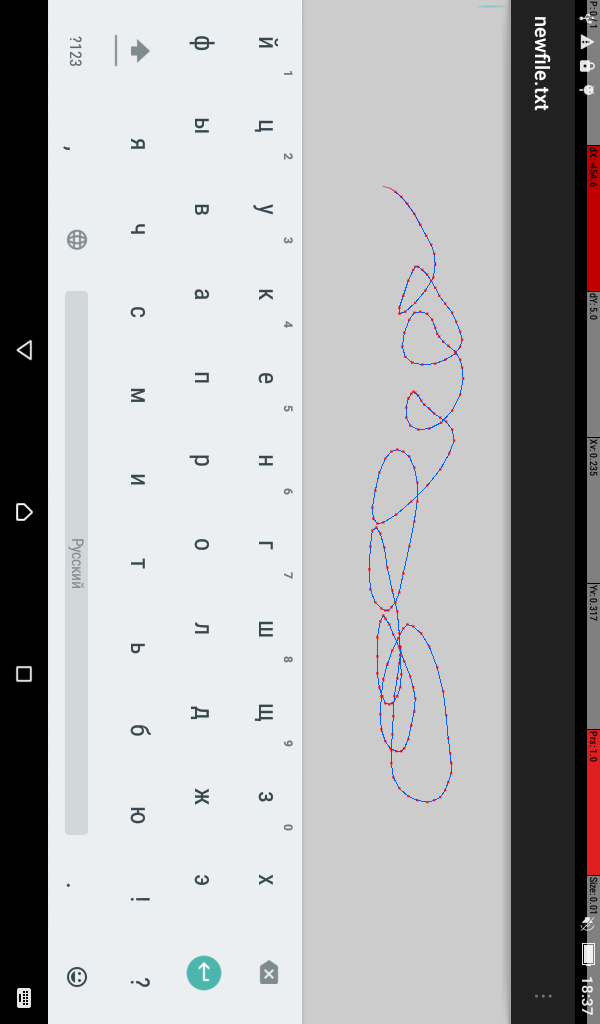 P: 0 / 1
dX: -454.6
dY: 5.0
Xv: 0.235
Yv: 0.317
Prs: 1.0
Size: 0.01
18:37
newfile.txt
й 1 ц 2 у 3 к 4 е 5 н 6 г 7 ш 8 щ 9 з 0 х
ф ы в а п р о л д ж э
я ч с м и т ь б ю ! ?
?123 , Русский .